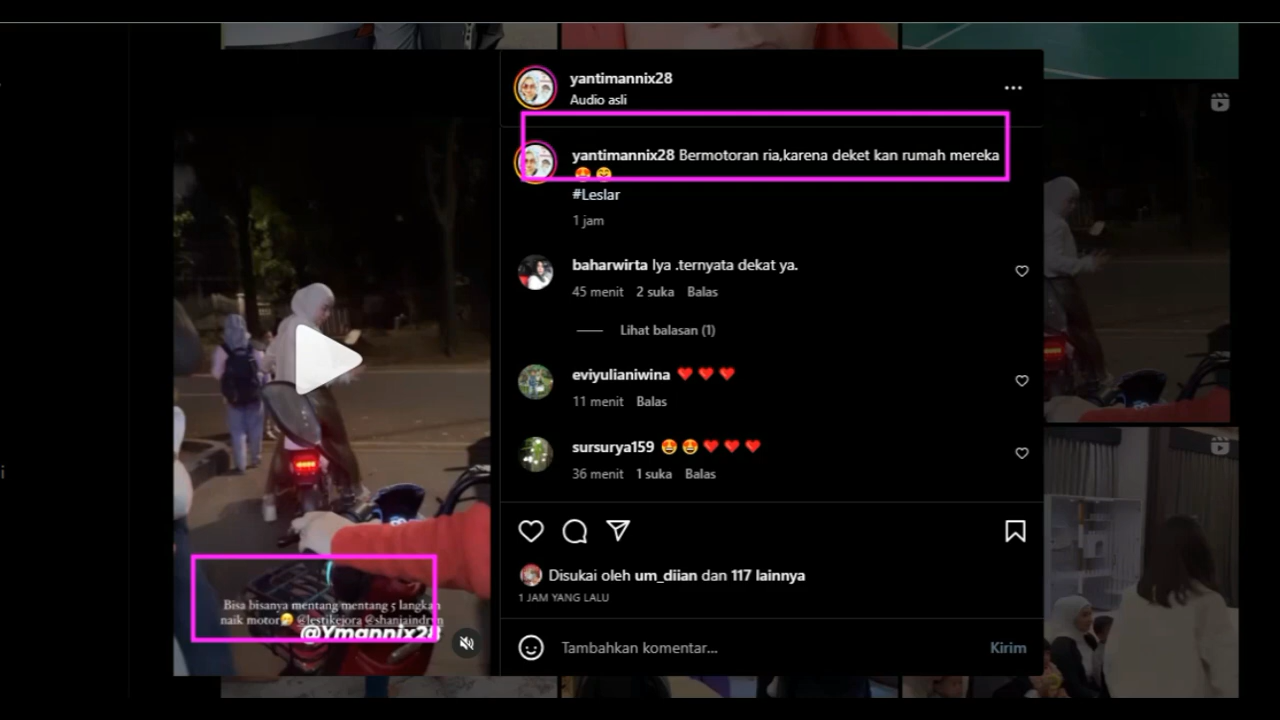 yantimannix28
Audio asli
yantimannix28 Bermotoran ria,karena deket kan rumah mereka
🤩 🤗
#Leslar
1 jam
baharwirta Iya .ternyata dekat ya.
45 menit 2 suka Balas
Lihat balasan (1)
eviyulianiwina ❤️ ❤️ ❤️
11 menit Balas
sursurya159 🤩 🤩 ❤️ ❤️ ❤️
36 menit 1 suka Balas
Disukai oleh um_diian dan 117 lainnya
1 JAM YANG LALU
Tambahkan komentar...
Kirim
Bisa bisanya mentang mentang 5 langkah
naik motor🤔 @lestikejora
@Ymannix28